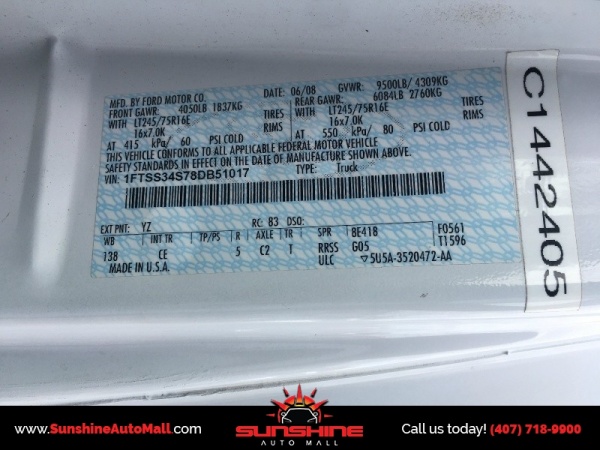 MFD. BY FORD MOTOR CO.
DATE: 06/08 GVWR: 9500LB/ 4309KG
FRONT GAWR: 4050LB 1837KG
REAR GAWR: 6084LB 2760KG
WITH LT245/75R16E
16x7.0K
WITH LT245/75R16E
16x7.0K
AT 415 kPa/ 60 PSI COLD
AT 550 kPa/ 80 PSI COLD
THIS VEHICLE CONFORMS TO ALL APPLICABLE FEDERAL MOTOR VEHICLE
SAFETY STANDARDS IN EFFECT ON THE DATE OF MANUFACTURE SHOWN ABOVE.
VIN: 1FTSS34S78DB51017
TYPE: Truck
EXT PNT: YZ RC: 83 DSO:
WB INT TR TP/PS R AX TR SPR 8E418 F0561
138 CE 5 C2 T RRSS G05 T1596
MADE IN U.S.A. ULC ▽5U5A-3520472-AA
C1442405
www.SunshineAutoMall.com
SUNSHINE
AUTO MALL
Call us today! (407) 718-9900